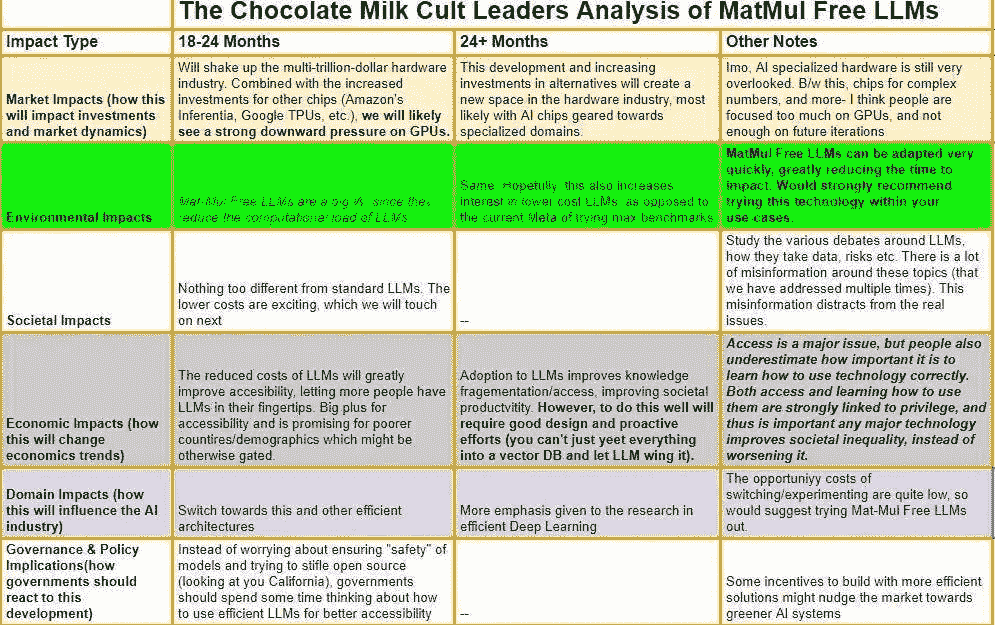 The Chocolate Milk Cult Leaders Analysis of MatMul Free LLMs
Impact Type
18-24 Months
24+ Months
Other Notes
Market Impacts (how this
will impact investments
and market dynamics)
Will shake up the multi-trillion-dollar hardware
industry. Combined with the increased
investments for other chips (Amazon's
Inferentia, Google TPUs, etc.), we will likely
see a strong downward pressure on GPUs.
This development and increasing
investments in alternatives will create a
new space in the hardware industry, most
likely with AI chips geared towards
specialized domains.
Imo, AI specialized hardware is still very
overlooked. B/w this, chips for complex
numbers, and more- I think people are
focused too much on GPUs, and not
enough on future iterations
Environmental Impacts
Mat-Mul Free LLMs are a big A, since they
reduce the computational load of LLMs
Same. Hopefully, this also increases
interest in lower cost LLMs, as opposed to
the current Meta of trying max benchmarks
MatMul Free LLMs can be adapted very
quickly, greatly reducing the time to
impact. Would strongly recommend
trying this technology within your
use cases.
Societal Impacts
Nothing too different from standard LLMs. The
lower costs are exciting, which we will touch
on next
--
Study the various debates around LLMs,
how they take data, risks etc. There is a lot
of misinformation around these topics (that
we have addressed multiple times). This
misinformation distracts from the real
issues.
Economic Impacts (how
this will change
economics trends)
The reduced costs of LLMs will greatly
improve accesibility, letting more people have
LLMs in their fingertips. Big plus for
accessibility and is promising for poorer
countires/demographics which might be
otherwise gated.
Adoption to LLMs improves knowledge
fragementation/access, improving societal
productvitity. However, to do this well will
require good design and proactive
efforts (you can't just yeet everything
into a vector DB and let LLM wing it).
Access is a major issue, but people also
underestimate how important it is to
learn how to use technology correctly.
Both access and learning how to use
them are strongly linked to privilege, and
thus is important any major technology
improves societal inequality, instead of
worsening it.
Domain Impacts (how
this will influence the AI
industry)
Switch towards this and other efficient
architectures
More emphasis given to the research in
efficient Deep Learning
The opportuniyy costs of
switching/experimenting are quite low, so
would suggest trying Mat-Mul Free LLMs
out.
Governance & Policy
Implications(how
governments should
react to this
development)
Instead of worrying about ensuring "safety" of
models and trying to stifle open source
(looking at you California), governments
should spend some time thinking about how
to use efficient LLMs for better accessibility
--
Some incentives to build with more efficient
solutions might nudge the market towards
greener AI systems